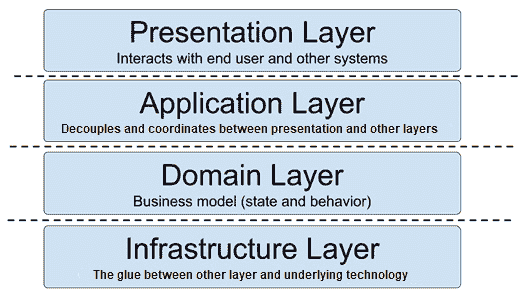 Presentation Layer
Interacts with end user and other systems
Application Layer
Decouples and coordinates between presentation and other layers
Domain Layer
Business model (state and behavior)
Infrastructure Layer
The glue between other layer and underlying technology